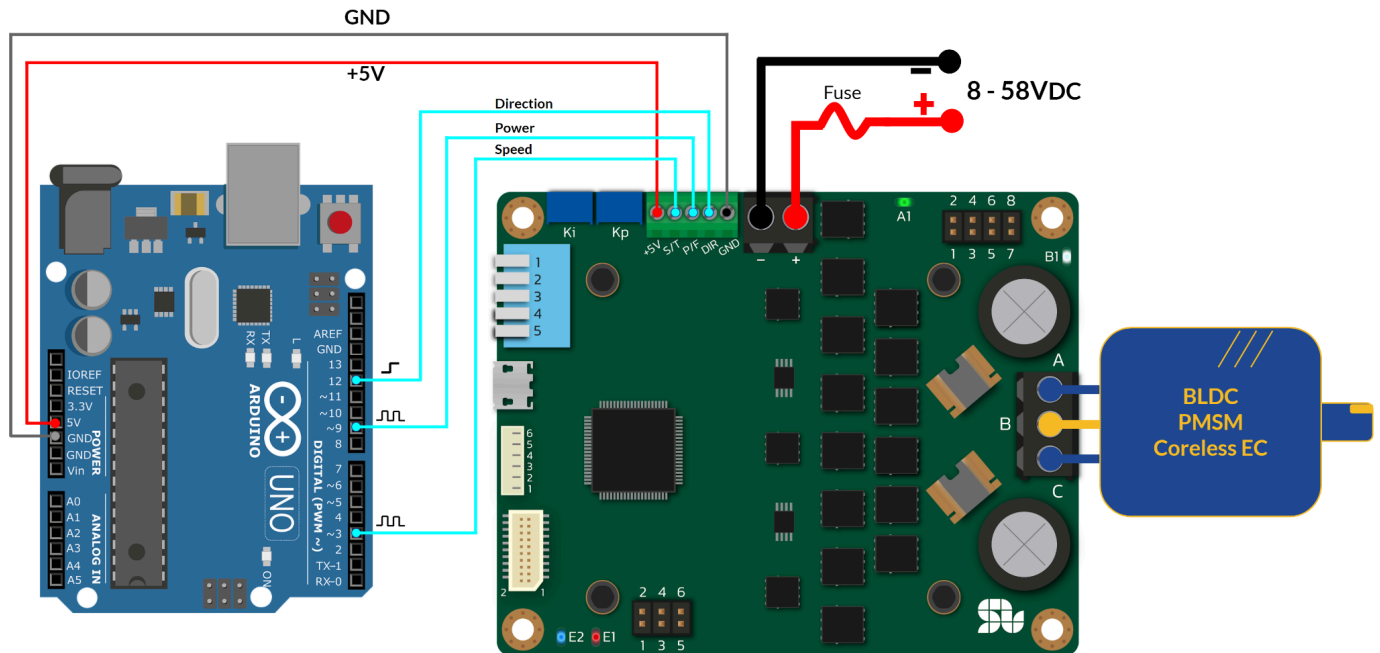 GND
+5V
Direction
Power
Speed
Fuse
-
+
8 - 58VDC
AREF
GND
13
12
~11
~10
~9
8
7
~6
~5
4
~3
2
TX-1
RX-0
DIGITAL (PWM ~)
RX
TX
L
ARDUINO
UNO
ON
IOREF
RESET
3.3V
5V
GND
GND
Vin
POWER
A0
A1
A2
A3
A4
A5
ANALOG IN
Ki
Kp
+5V
S/T
P/F
DIR
GND
-
+
A1
2 4 6 8
1 3 5 7
B1
1
2
3
4
5
6
5
4
3
2
1
2
1
E2
E1
2 4 6
1 3 5
A
B
C
BLDC
PMSM
Coreless EC